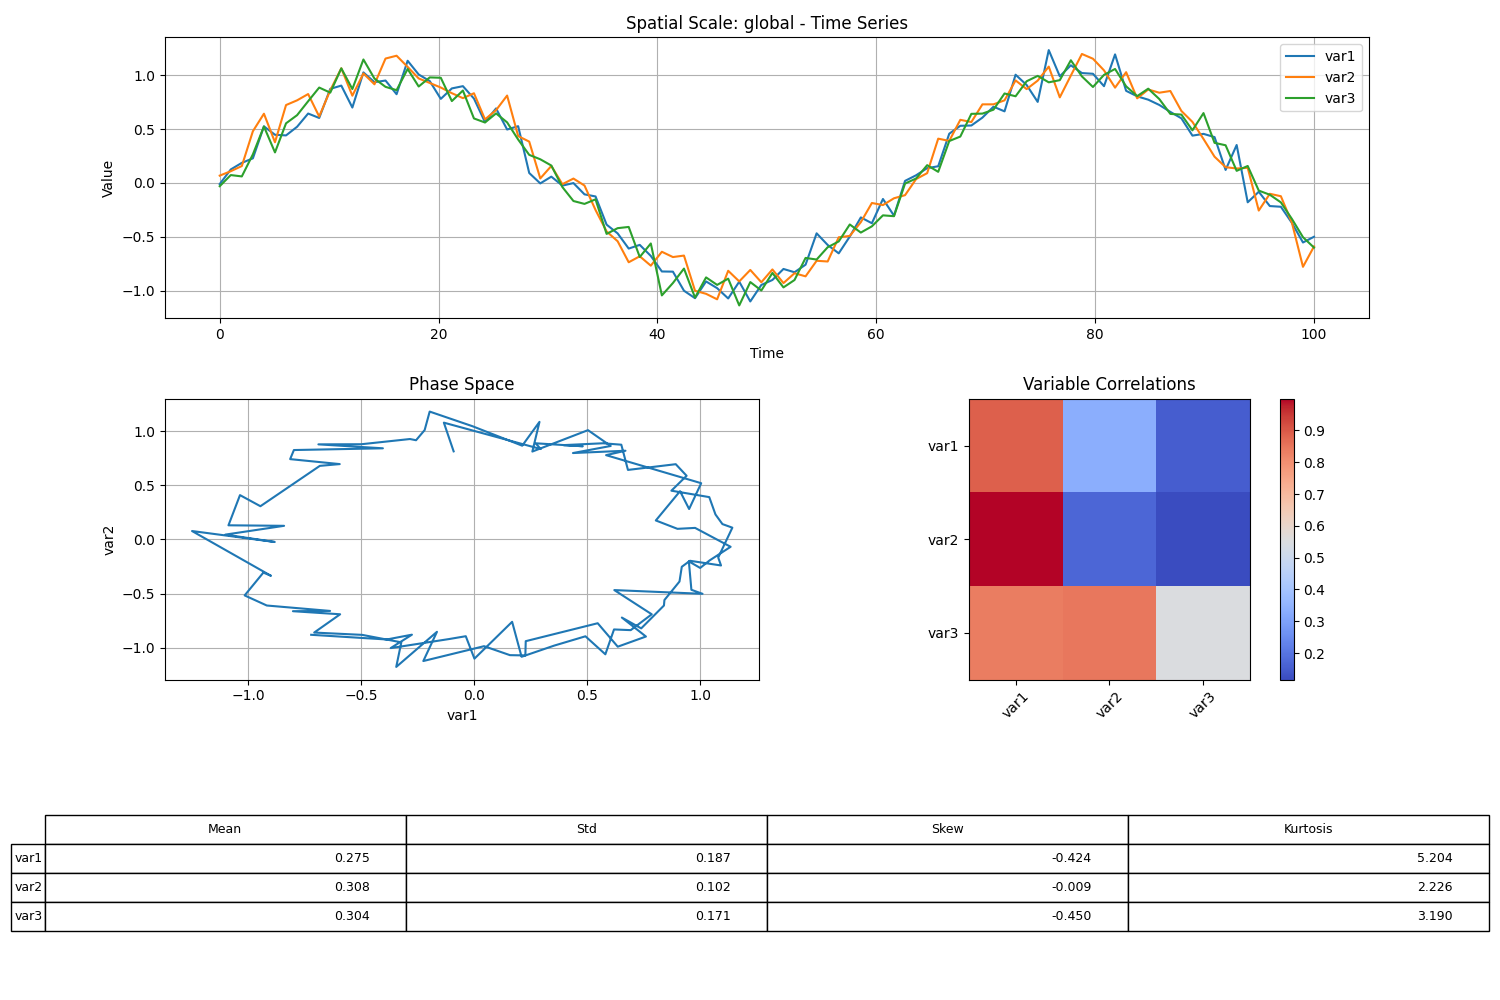 Spatial Scale: global - Time Series
Value
1.0
0.5
0.0
−0.5
−1.0
var1
var2
var3
0 20 40 60 80 100
Time
Phase Space
var2
1.0
0.5
0.0
−0.5
−1.0
−1.0 −0.5 0.0 0.5 1.0
var1
Variable Correlations
var1
var2
var3
var1 var2 var3
0.9
0.8
0.7
0.6
0.5
0.4
0.3
0.2
Mean Std Skew Kurtosis
var1 0.275 0.187 -0.424 5.204
var2 0.308 0.102 -0.009 2.226
var3 0.304 0.171 -0.450 3.190